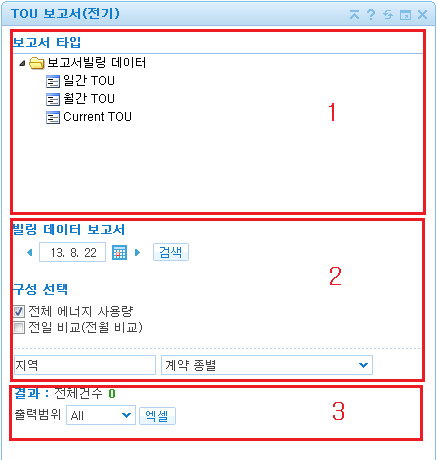 TOU 보고서(전기)
보고서 타입
보고서빌링 데이터
일간 TOU
월간 TOU
Current TOU
1
빌링 데이터 보고서
13. 8. 22 검색
2
구성 선택
전체 에너지 사용량
전일 비교(전월 비교)
지역 계약 종별
결과 : 전체건수 0
출력범위 All 엑셀
3